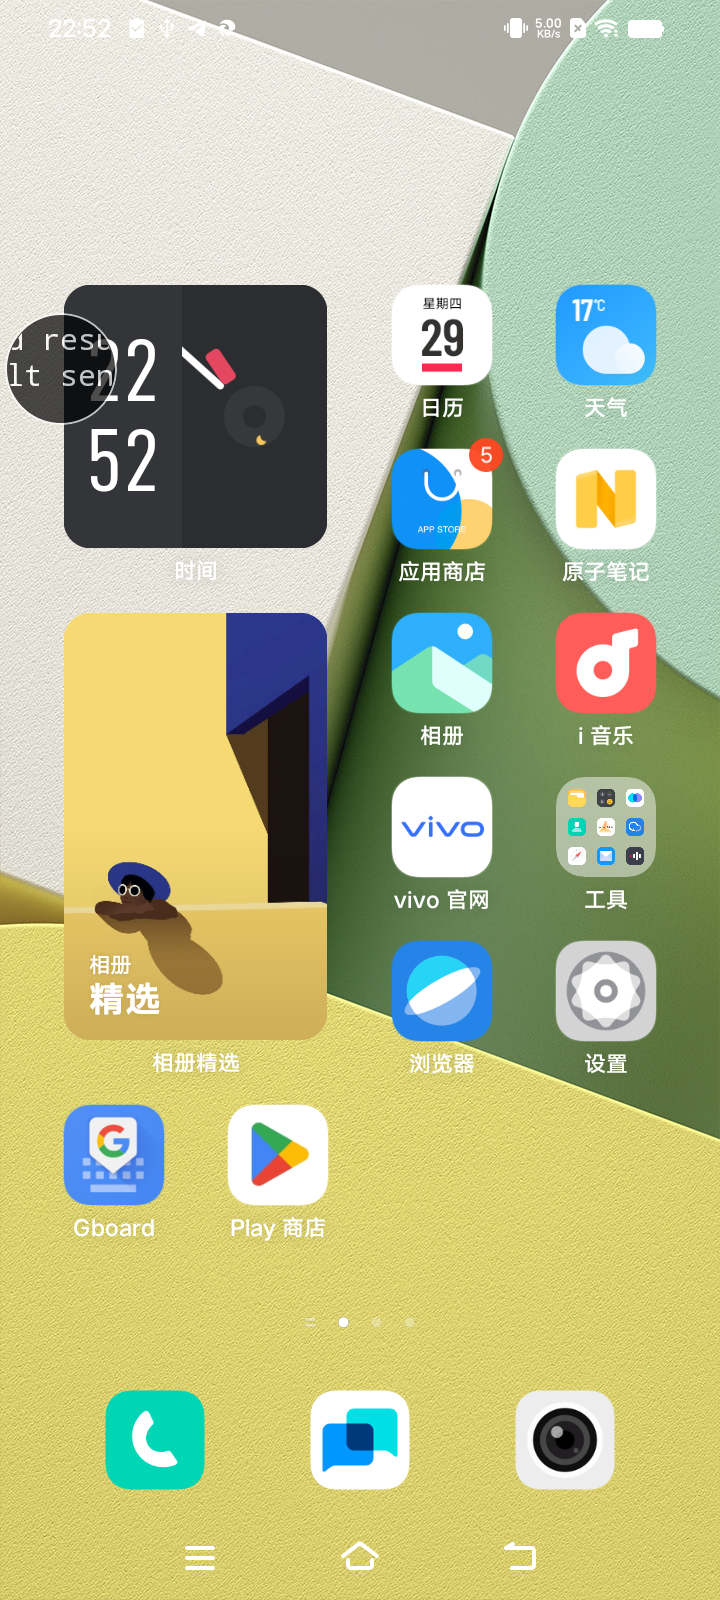 22:52
5.00
KB/s
d resu
lt sen
22
52
时间
星期四
29
日历
17°C
天气
5
APP STORE
应用商店
原子笔记
相册
i 音乐
相册
精选
相册精选
vivo
vivo 官网
工具
浏览器
设置
Gboard
Play 商店